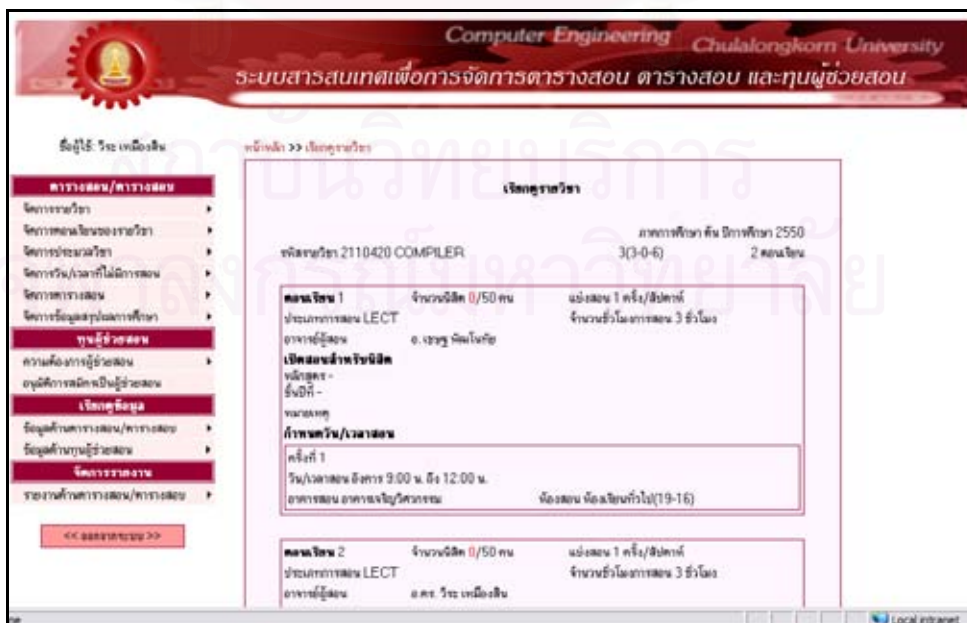 Computer Engineering Chulalongkorn University
ระบบสารสนเทศเพื่อการจัดการตารางสอน ตารางสอบ และทุนผู้ช่วยสอน
ชื่อผู้ใช้: วีระ เหมืองสิน
หน้าหลัก >> เรียกดูรายวิชา
ตารางสอน/ตารางสอบ
จัดการรายวิชา
จัดการตอนเรียนของรายวิชา
จัดการประมวลวิชา
จัดการวัน/เวลาที่ไม่มีการสอน
จัดการตารางสอน
จัดการข้อมูลสรุปผลการศึกษา
ทุนผู้ช่วยสอน
ความต้องการผู้ช่วยสอน
อนุมัติการสมัครเป็นผู้ช่วยสอน
เรียกดูข้อมูล
ข้อมูลด้านตารางสอน/ตารางสอบ
ข้อมูลด้านทุนผู้ช่วยสอน
จัดการรายงาน
รายงานด้านตารางสอน/ตารางสอบ
<< ออกจากระบบ >>
เรียกดูรายวิชา
ภาคการศึกษา ต้น ปีการศึกษา 2550
รหัสรายวิชา 2110420 COMPILER 3(3-0-6) 2 ตอนเรียน
ตอนเรียน 1 จำนวนนิสิต 0/50 คน แบ่งสอน 1 ครั้ง/สัปดาห์
ประเภทการสอน LECT จำนวนชั่วโมงการสอน 3 ชั่วโมง
อาจารย์ผู้สอน อ. เชษฐ พัฒโนทัย
เปิดสอนสำหรับนิสิต
หลักสูตร -
ชั้นปีที่ -
หมายเหตุ
กำหนดวัน/เวลาสอน
ครั้งที่ 1
วัน/เวลาสอน อังคาร 9:00 น. ถึง 12:00 น.
อาคารสอน อาคารเจริญวิศวกรรม ห้องสอน ห้องเรียนทั่วไป(19-16)
ตอนเรียน 2 จำนวนนิสิต 0/50 คน แบ่งสอน 1 ครั้ง/สัปดาห์
ประเภทการสอน LECT จำนวนชั่วโมงการสอน 3 ชั่วโมง
อาจารย์ผู้สอน อ.ดร. วีระ เหมืองสิน
Local intranet